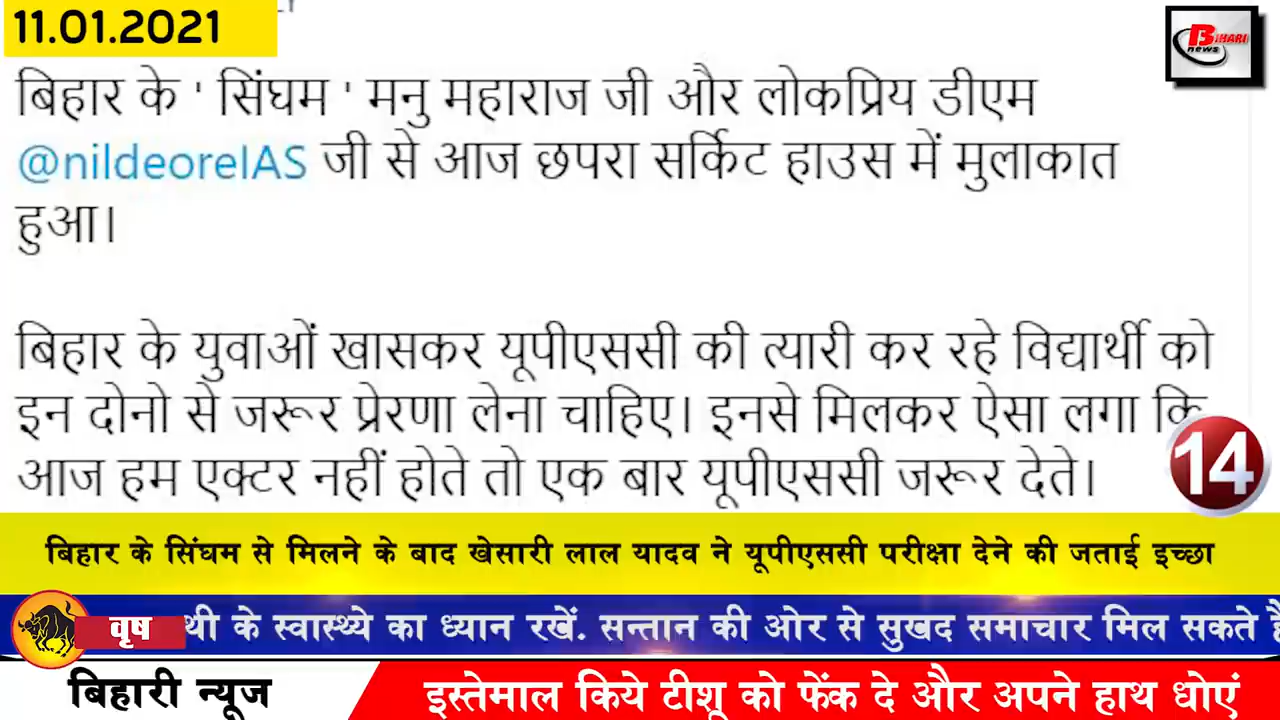 11.01.2021
BIHARI
news
बिहार के ' सिंघम ' मनु महाराज जी और लोकप्रिय डीएम
@nildeoreIAS जी से आज छपरा सर्किट हाउस में मुलाकात
हुआ।
बिहार के युवाओं खासकर यूपीएससी की त्यारी कर रहे विद्यार्थी को
इन दोनो से जरूर प्रेरणा लेना चाहिए। इनसे मिलकर ऐसा लगा कि
आज हम एक्टर नहीं होते तो एक बार यूपीएससी जरूर देते।
14
बिहार के सिंघम से मिलने के बाद खेसारी लाल यादव ने यूपीएससी परीक्षा देने की जताई इच्छा
वृष थी के स्वास्थ्ये का ध्यान रखें. सन्तान की ओर से सुखद समाचार मिल सकते
बिहारी न्यूज इस्तेमाल किये टीशू को फेंक दे और अपने हाथ धोएं